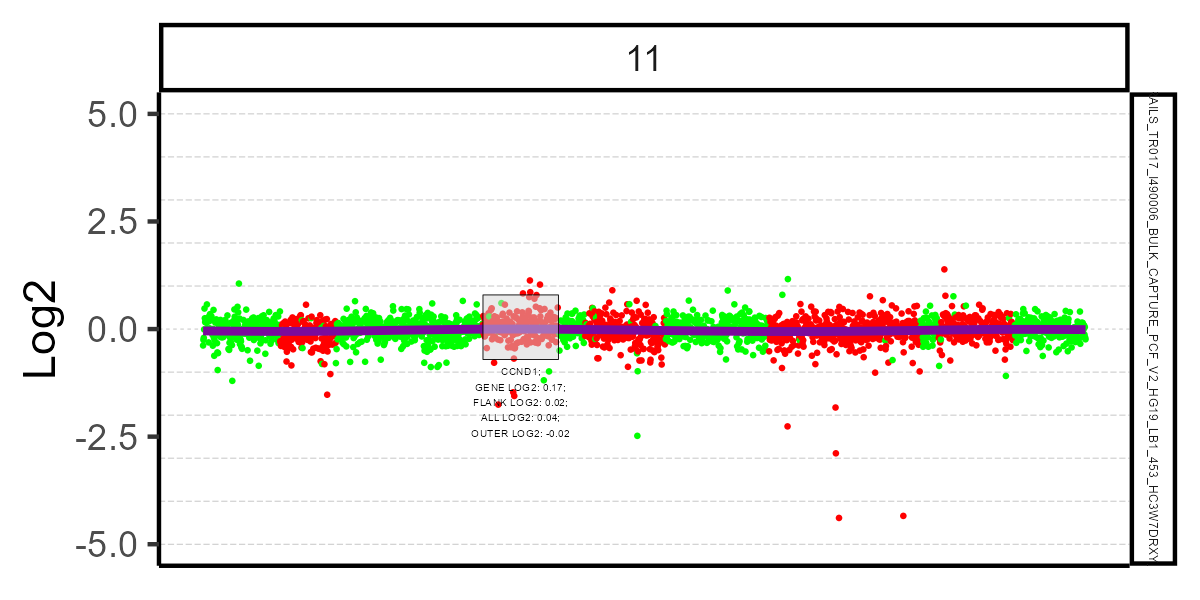 11
5.0
2.5
0.0
-2.5
-5.0
Log2
CCND1;
GENE LOG2: 0.17;
FLANK LOG2: 0.02;
ALL LOG2: 0.04;
OUTER LOG2: -0.02
AILS_TR017_I490006_BULK_CAPTURE_PCF_V2_HG19_LB1_453_HC3W7DRXY